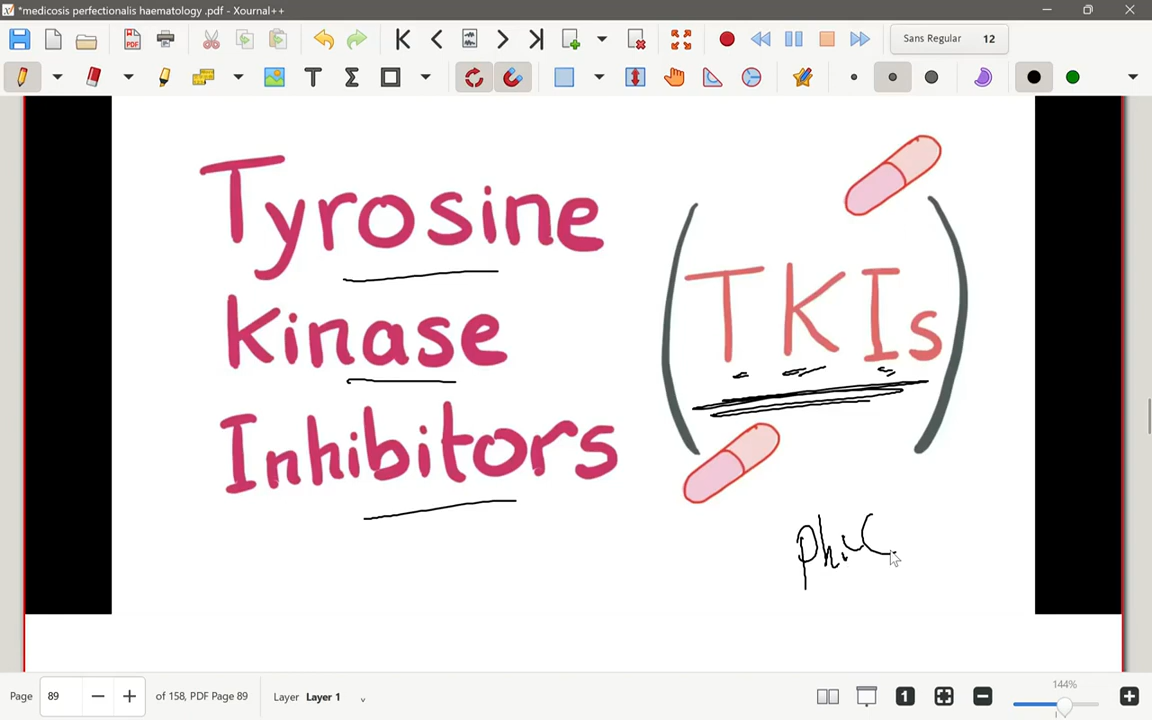 *medicosis perfectionalis haematology .pdf - Xournal++
Sans Regular 12
Tyrosine
Kinase
Inhibitors
(TKIs)
Page 89 of 158, PDF Page 89 Layer Layer 1 144%